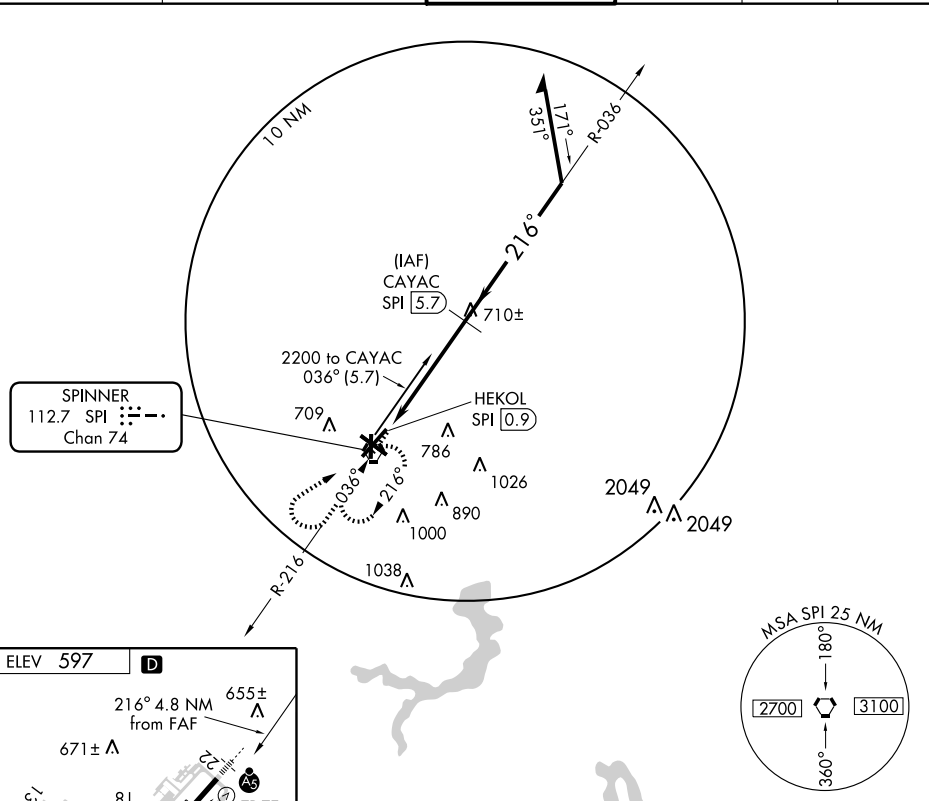 10 NM
171°
351°
R-036
216°
(IAF)
CAYAC
SPI 5.7
710±
2200 to CAYAC
036° (5.7)
HEKOL
SPI 0.9
SPINNER
112.7 SPI
Chan 74
709
786
1026
036°
216°
890
1000
2049
2049
1038
R-216
MSA SPI 25 NM
180°
2700
3100
360°
ELEV 597
D
216° 4.8 NM
from FAF
655±
671±
22
A5
13
18